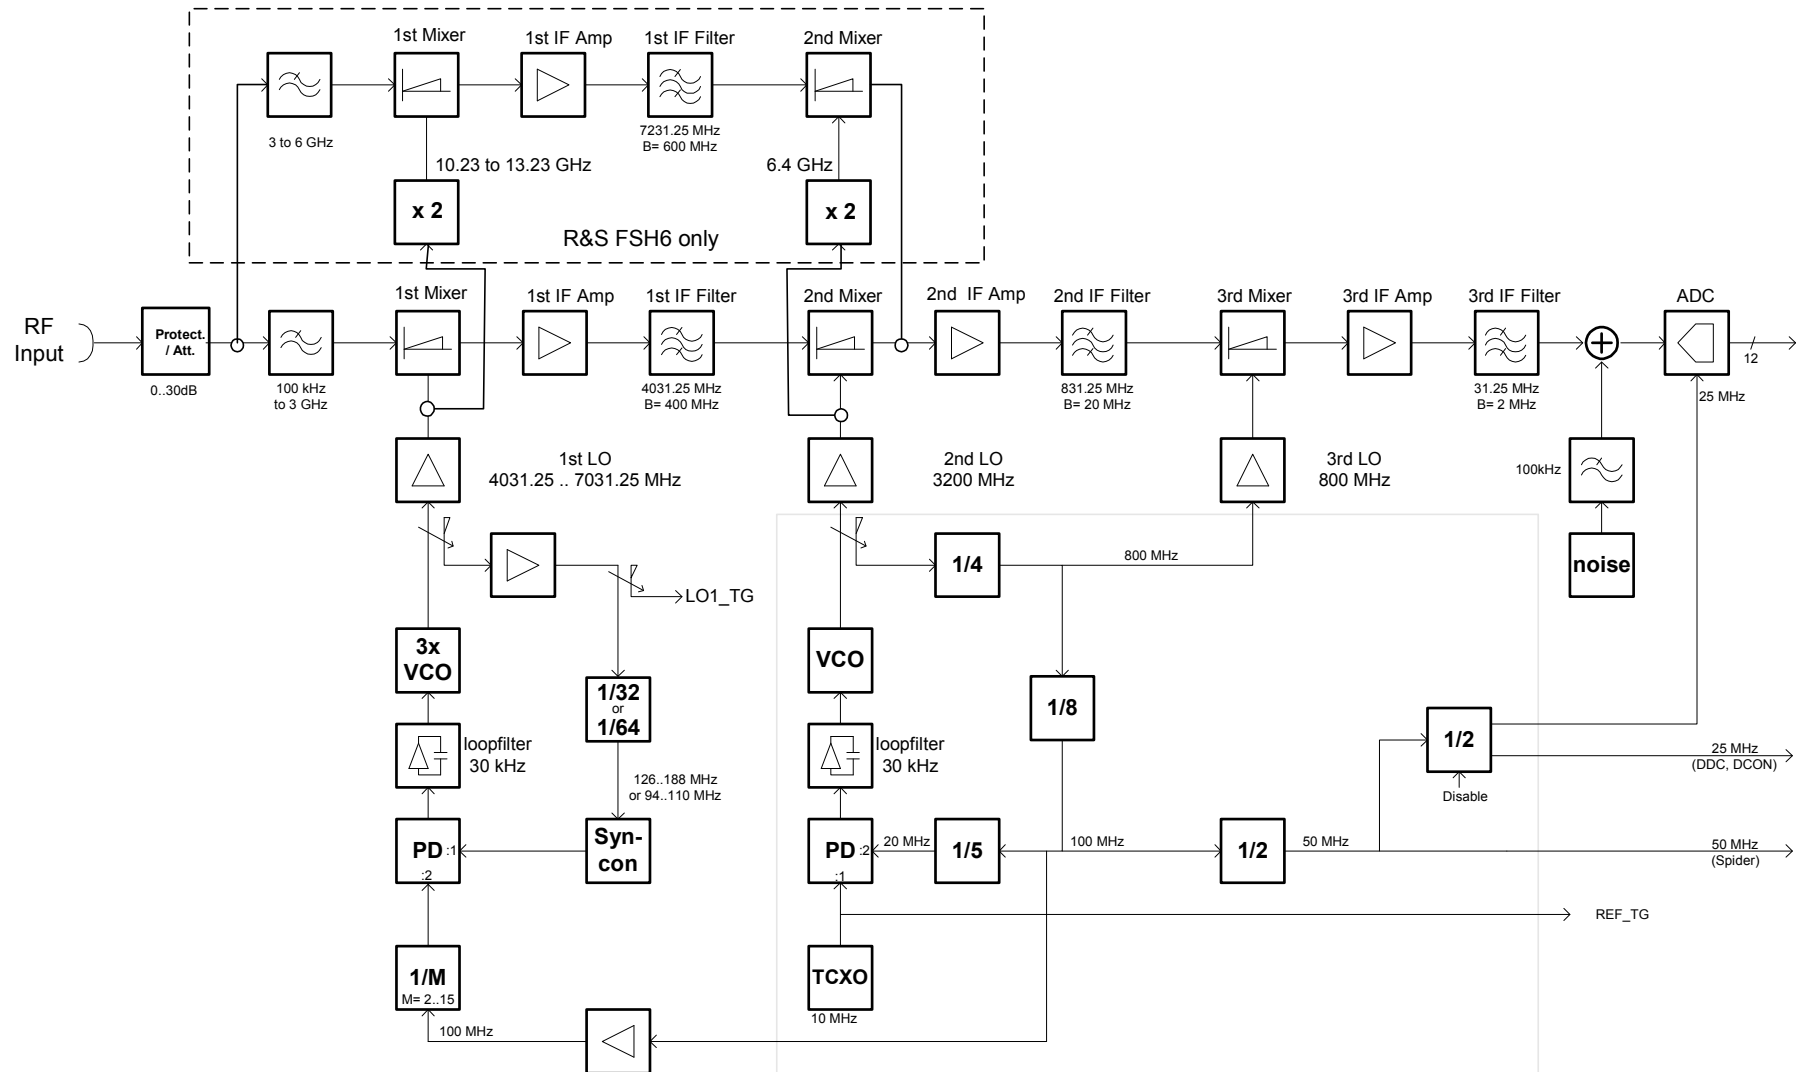 1st Mixer
1st IF Amp
1st IF Filter
2nd Mixer
3 to 6 GHz
7231.25 MHz
B= 600 MHz
10.23 to 13.23 GHz
6.4 GHz
x 2
x 2
R&S FSH6 only
RF
Input
Protect.
/ Att.
0..30dB
100 kHz
to 3 GHz
1st Mixer
1st IF Amp
1st IF Filter
4031.25 MHz
B= 400 MHz
2nd Mixer
2nd IF Amp
2nd IF Filter
831.25 MHz
B= 20 MHz
3rd Mixer
3rd IF Amp
3rd IF Filter
31.25 MHz
B= 2 MHz
ADC
12
25 MHz
1st LO
4031.25 .. 7031.25 MHz
2nd LO
3200 MHz
3rd LO
800 MHz
100kHz
noise
LO1_TG
1/4
800 MHz
3x
VCO
1/32
or
1/64
VCO
1/8
loopfilter
30 kHz
126..188 MHz
or 94..110 MHz
loopfilter
30 kHz
1/2
Disable
25 MHz
(DDC, DCON)
PD :1
:2
Syn-
con
PD :2
:1
20 MHz
1/5
100 MHz
1/2
50 MHz
50 MHz
(Spider)
REF_TG
1/M
M= 2..15
TCXO
10 MHz
100 MHz